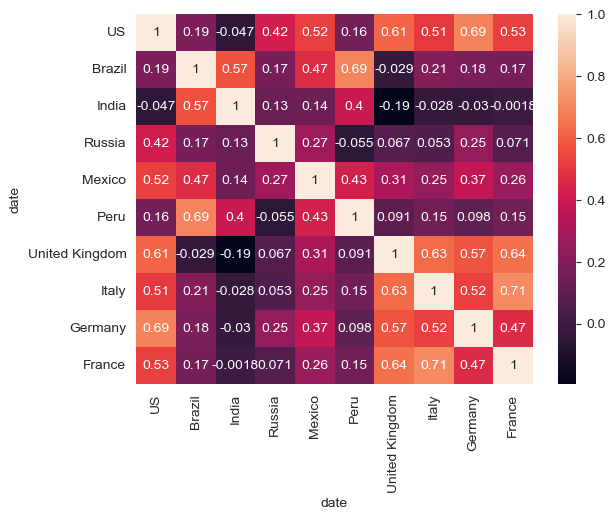 US 1 0.19 -0.047 0.42 0.52 0.16 0.61 0.51 0.69 0.53
Brazil 0.19 1 0.57 0.17 0.47 0.69 -0.029 0.21 0.18 0.17
India -0.047 0.57 1 0.13 0.14 0.4 -0.19 -0.028 -0.03 -0.0018
Russia 0.42 0.17 0.13 1 0.27 -0.055 0.067 0.053 0.25 0.071
Mexico 0.52 0.47 0.14 0.27 1 0.43 0.31 0.25 0.37 0.26
Peru 0.16 0.69 0.4 -0.055 0.43 1 0.091 0.15 0.098 0.15
United Kingdom 0.61 -0.029 -0.19 0.067 0.31 0.091 1 0.63 0.57 0.64
Italy 0.51 0.21 -0.028 0.053 0.25 0.15 0.63 1 0.52 0.71
Germany 0.69 0.18 -0.03 0.25 0.37 0.098 0.57 0.52 1 0.47
France 0.53 0.17 -0.0018 0.071 0.26 0.15 0.64 0.71 0.47 1
date
US Brazil India Russia Mexico Peru United Kingdom Italy Germany France
date
1.0
0.8
0.6
0.4
0.2
0.0